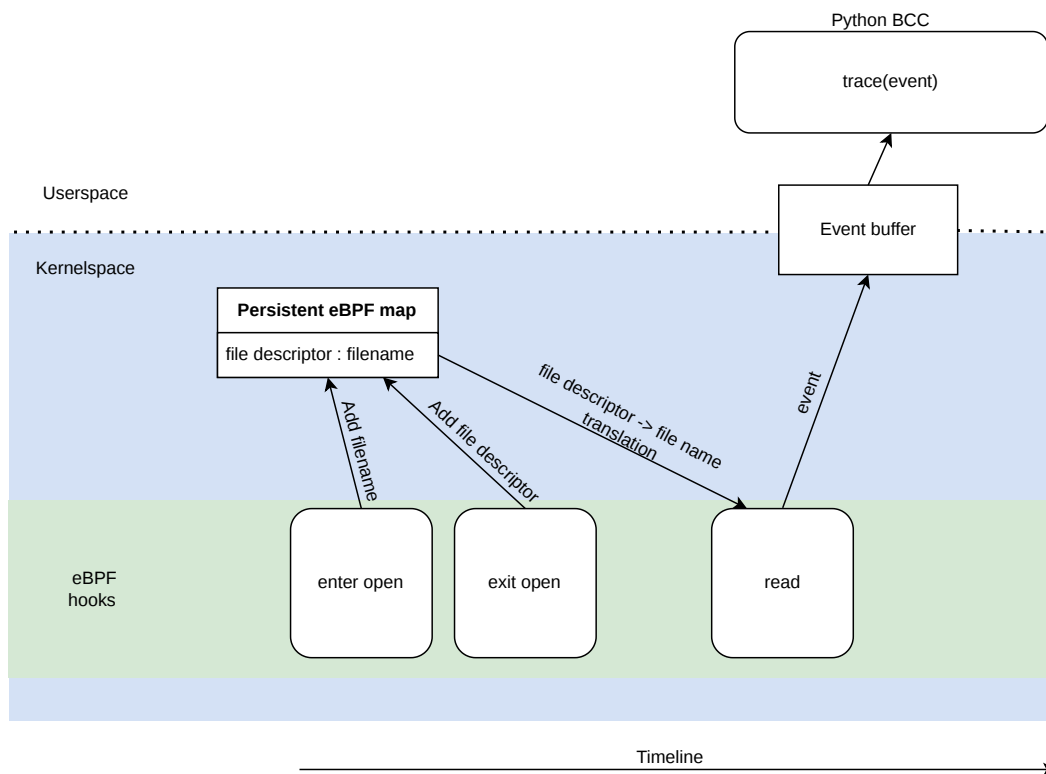 Python BCC
trace(event)
Userspace
Event buffer
Kernelspace
Persistent eBPF map
file descriptor : filename
file descriptor -> file name
translation
event
Add filename
Add file descriptor
eBPF
hooks
enter open
exit open
read
Timeline